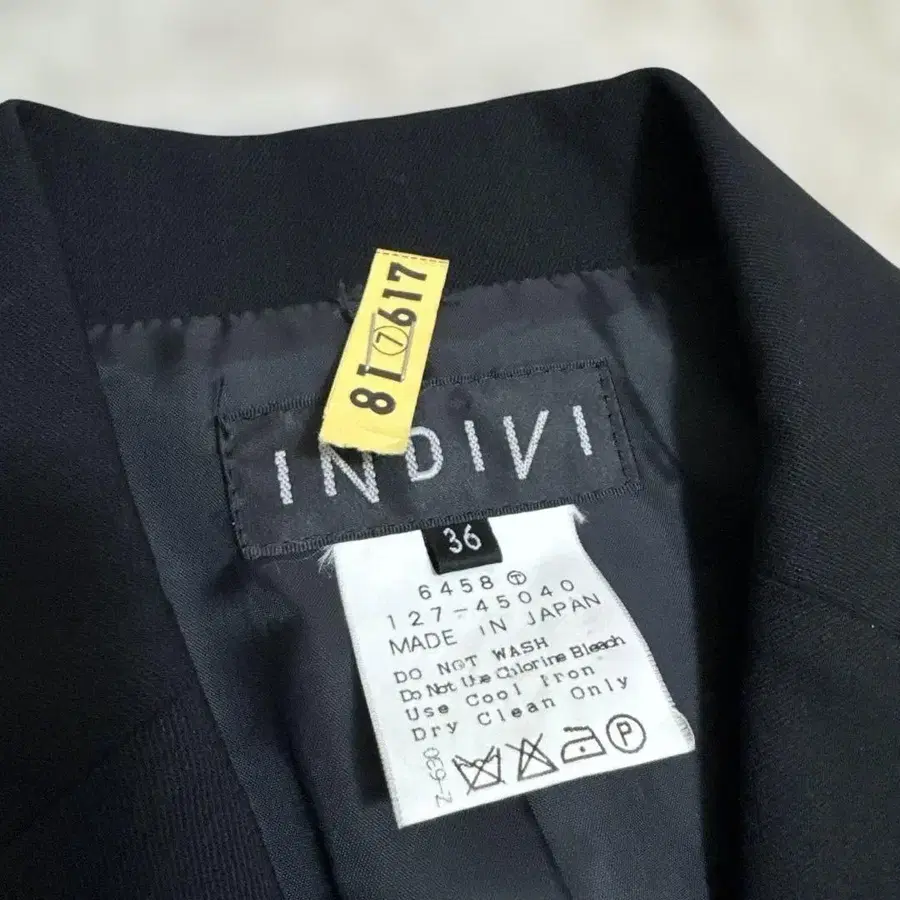 81⑦617
INDIVI
36
6458 Ⓣ
127-45040
MADE IN JAPAN
DO NOT WASH
Do Not Use Chlorine Bleach
Use Cool Iron
Dry Clean Only
P